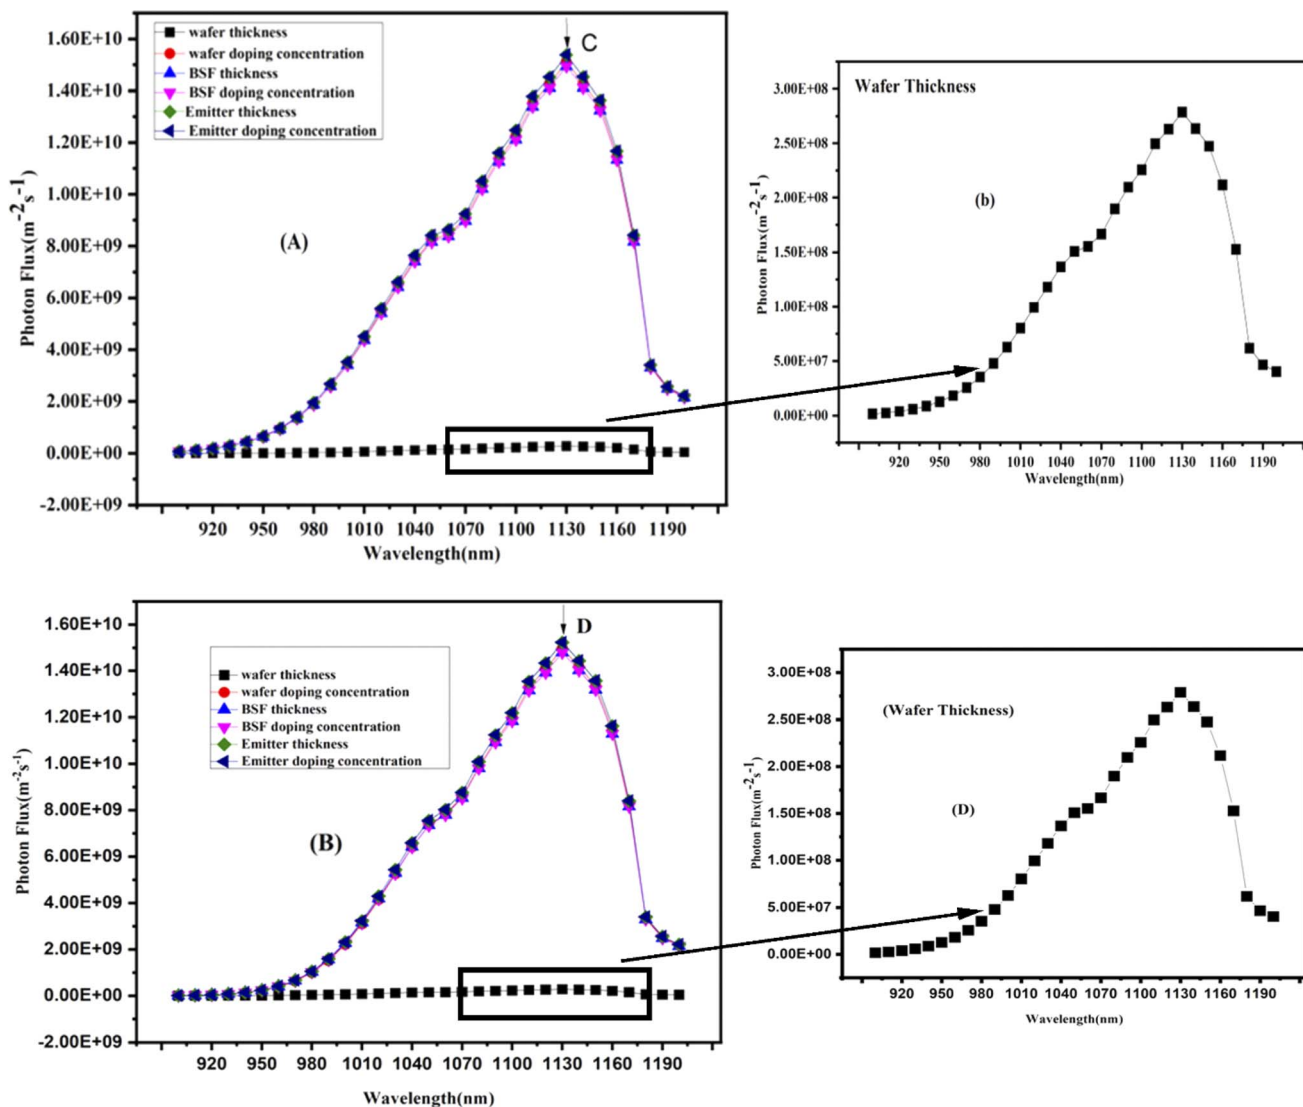 1.60E+10
1.40E+10
1.20E+10
1.00E+10
8.00E+09
6.00E+09
4.00E+09
2.00E+09
0.00E+00
-2.00E+09
Photon Flux(m⁻²s⁻¹)
wafer thickness
wafer doping concentration
BSF thickness
BSF doping concentration
Emitter thickness
Emitter doping concentration
C
(A)
920 950 980 1010 1040 1070 1100 1130 1160 1190
Wavelength(nm)
Wafer Thickness
3.00E+08
2.50E+08
2.00E+08
1.50E+08
1.00E+08
5.00E+07
0.00E+00
Photon Flux(m⁻²s⁻¹)
(b)
920 950 980 1010 1040 1070 1100 1130 1160 1190
Wavelength(nm)
1.60E+10
1.40E+10
1.20E+10
1.00E+10
8.00E+09
6.00E+09
4.00E+09
2.00E+09
0.00E+00
-2.00E+09
Photon Flux(m⁻²s⁻¹)
wafer thickness
wafer doping concentration
BSF thickness
BSF doping concentration
Emitter thickness
Emitter doping concentration
D
(B)
920 950 980 1010 1040 1070 1100 1130 1160 1190
Wavelength(nm)
3.00E+08
2.50E+08
2.00E+08
1.50E+08
1.00E+08
5.00E+07
0.00E+00
Photon Flux(m⁻²s⁻¹)
(Wafer Thickness)
(D)
920 950 980 1010 1040 1070 1100 1130 1160 1190
Wavelength(nm)